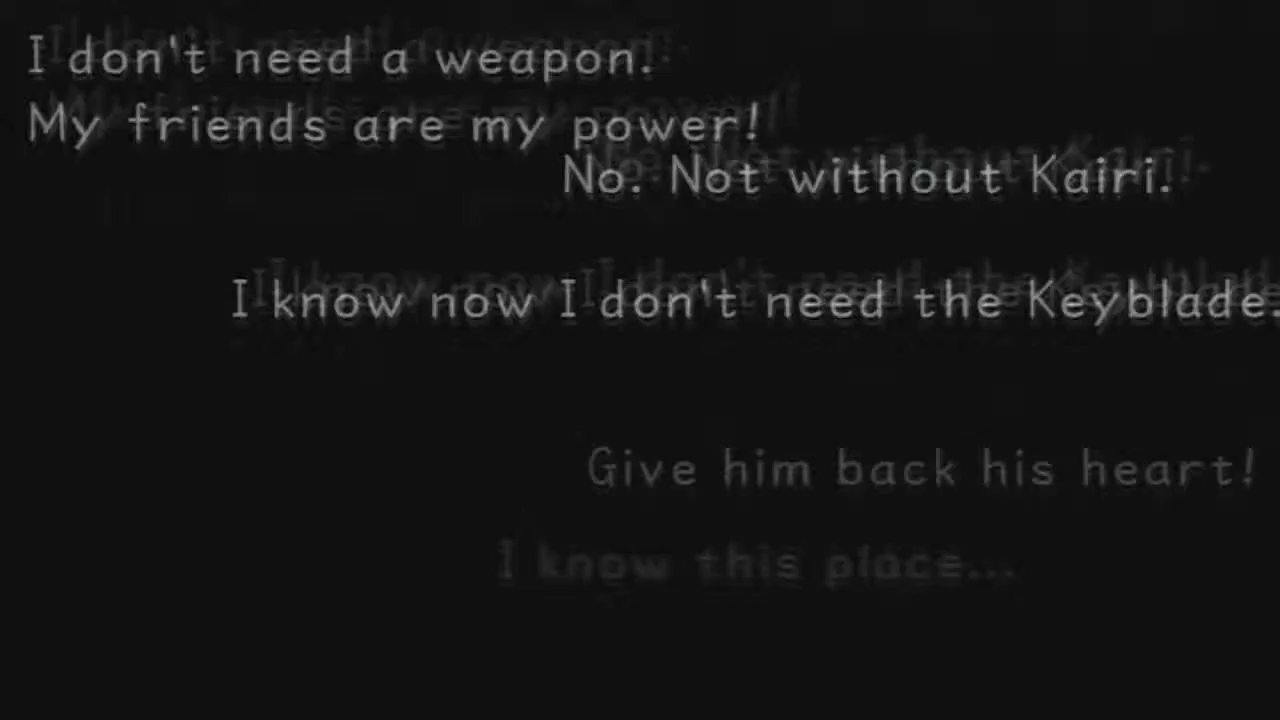 I don't need a weapon.
My friends are my power!
No. Not without Kairi.
I know now I don't need the Keyblade.
Give him back his heart!
I know this place...